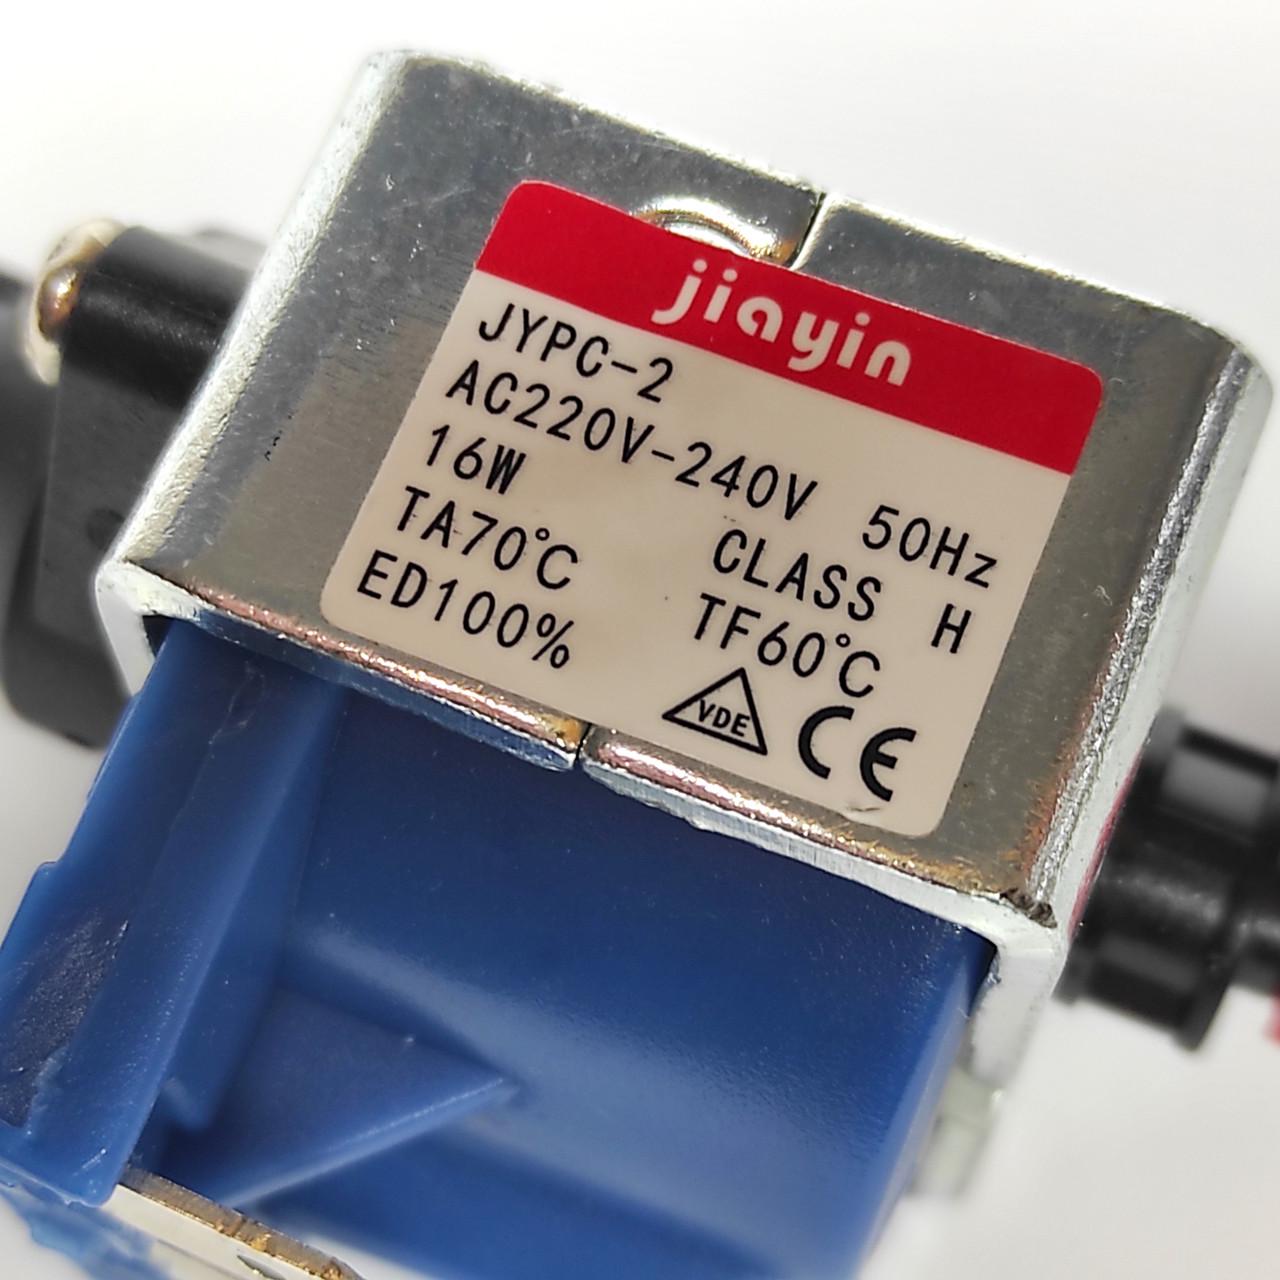 jiayin
JYPC-2
AC220V-240V 50Hz
16W CLASS H
TA70℃ TF60℃
ED100% VDE CE